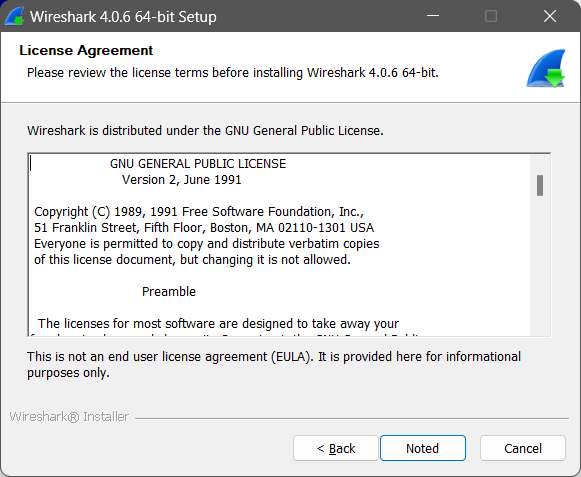 Wireshark 4.0.6 64-bit Setup
License Agreement
Please review the license terms before installing Wireshark 4.0.6 64-bit.
Wireshark is distributed under the GNU General Public License.
GNU GENERAL PUBLIC LICENSE
Version 2, June 1991
Copyright (C) 1989, 1991 Free Software Foundation, Inc.,
51 Franklin Street, Fifth Floor, Boston, MA 02110-1301 USA
Everyone is permitted to copy and distribute verbatim copies
of this license document, but changing it is not allowed.
Preamble
The licenses for most software are designed to take away your
This is not an end user license agreement (EULA). It is provided here for informational
purposes only.
Wireshark® Installer
< Back
Noted
Cancel